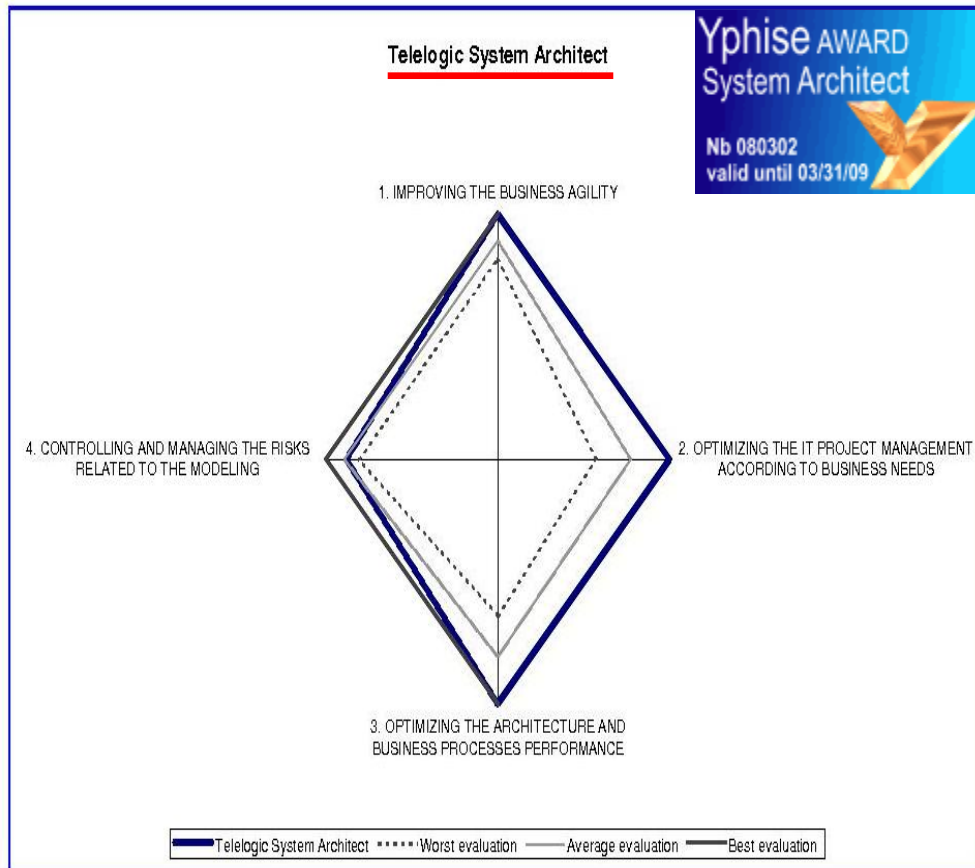 Telelogic System Architect
Yphise AWARD
System Architect
Nb 080302
valid until 03/31/09
1. IMPROVING THE BUSINESS AGILITY
4. CONTROLLING AND MANAGING THE RISKS
RELATED TO THE MODELING
2. OPTIMIZING THE IT PROJECT MANAGEMENT
ACCORDING TO BUSINESS NEEDS
3. OPTIMIZING THE ARCHITECTURE AND
BUSINESS PROCESSES PERFORMANCE
Telelogic System Architect Worst evaluation Average evaluation Best evaluation